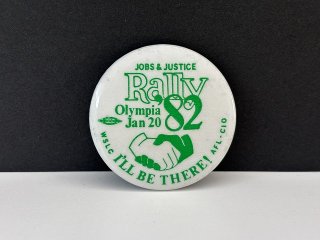 JOBS & JUSTICE
Rally
Olympia '82
Jan 20
WSLC I'LL BE THERE! AFL-CIO